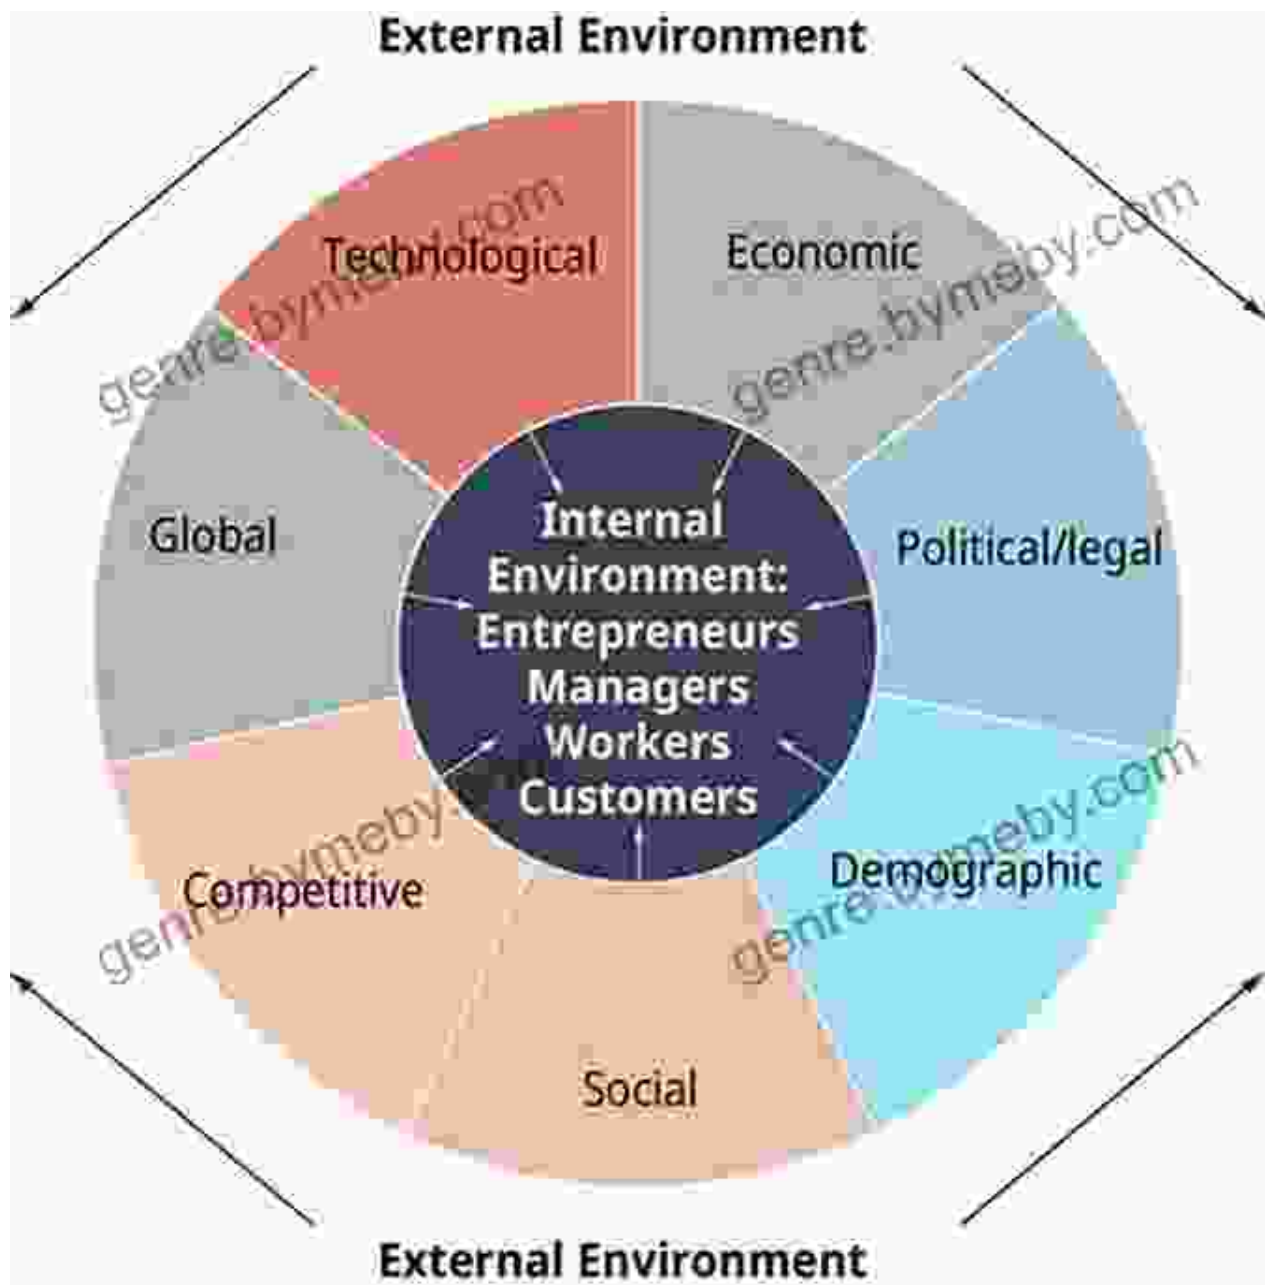 External Environment
Technological
Economic
genre.bymeby.com
genre.bymeby.com
Global
Political/legal
Internal
Environment:
Entrepreneurs
Managers
Workers
Customers
Competitive
Demographic
genre.bymeby.com
genre.bymeby.com
Social
External Environment